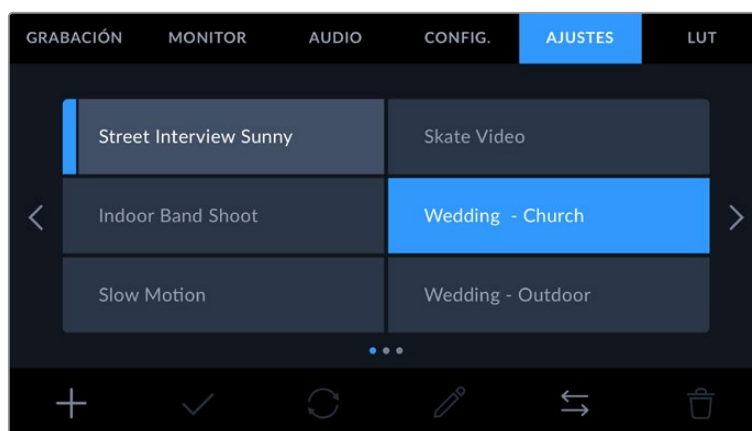 GRABACIÓN MONITOR AUDIO CONFIG. AJUSTES LUT
Street Interview Sunny Skate Video
Indoor Band Shoot Wedding - Church
Slow Motion Wedding - Outdoor